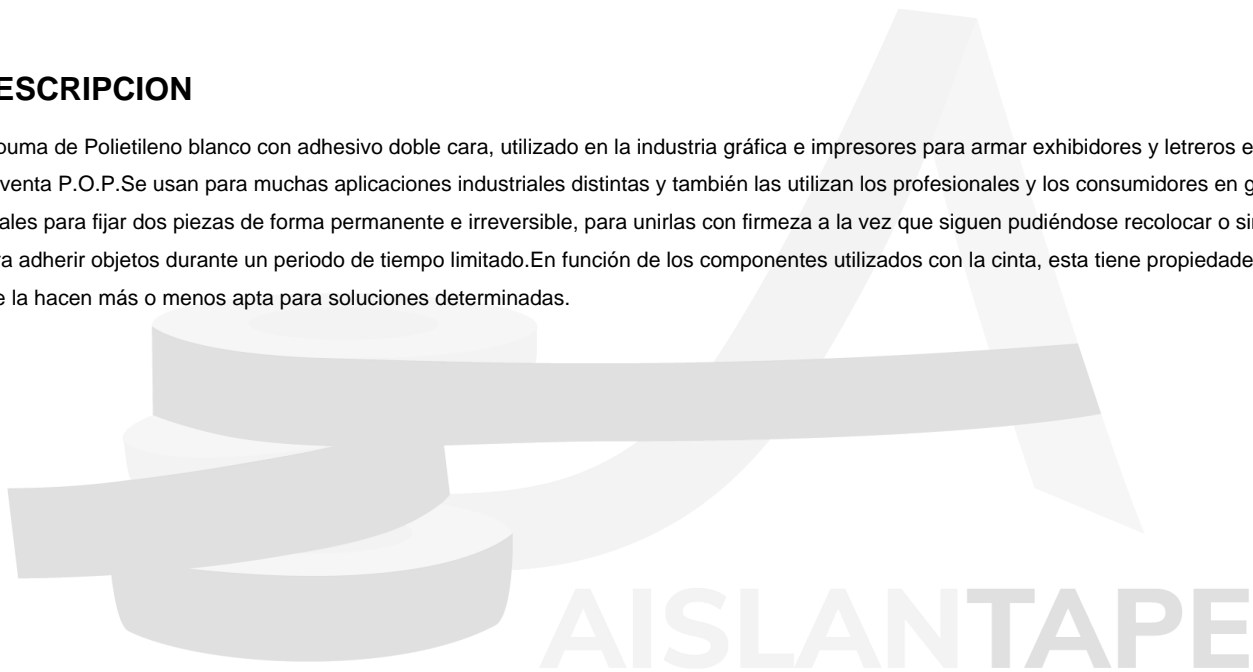 ESCRIPCION
ouma de Polietileno blanco con adhesivo doble cara, utilizado en la industria gráfica e impresores para armar exhibidores y letreros e
venta P.O.P.Se usan para muchas aplicaciones industriales distintas y también las utilizan los profesionales y los consumidores en g
ales para fijar dos piezas de forma permanente e irreversible, para unirlas con firmeza a la vez que siguen pudiéndose recolocar o si
a adherir objetos durante un periodo de tiempo limitado.En función de los componentes utilizados con la cinta, esta tiene propiedade
e la hacen más o menos apta para soluciones determinadas.
AISLANTAPE